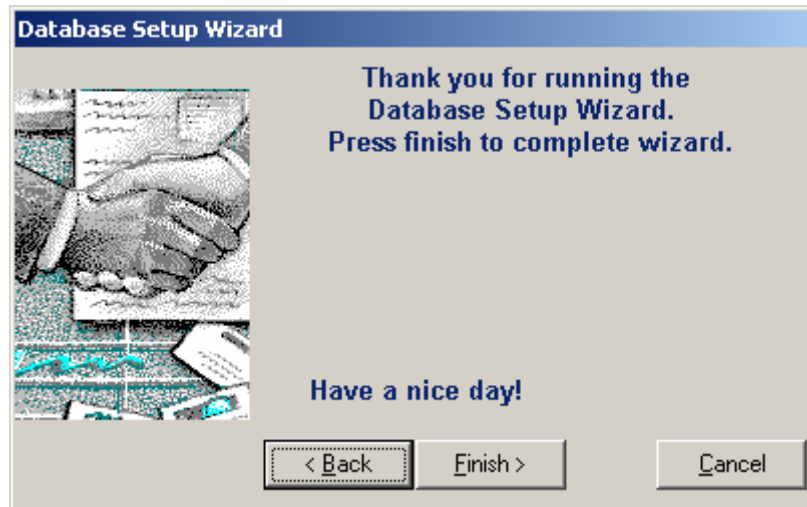 Database Setup Wizard
Thank you for running the
Database Setup Wizard.
Press finish to complete wizard.
Have a nice day!
< Back
Finish >
Cancel